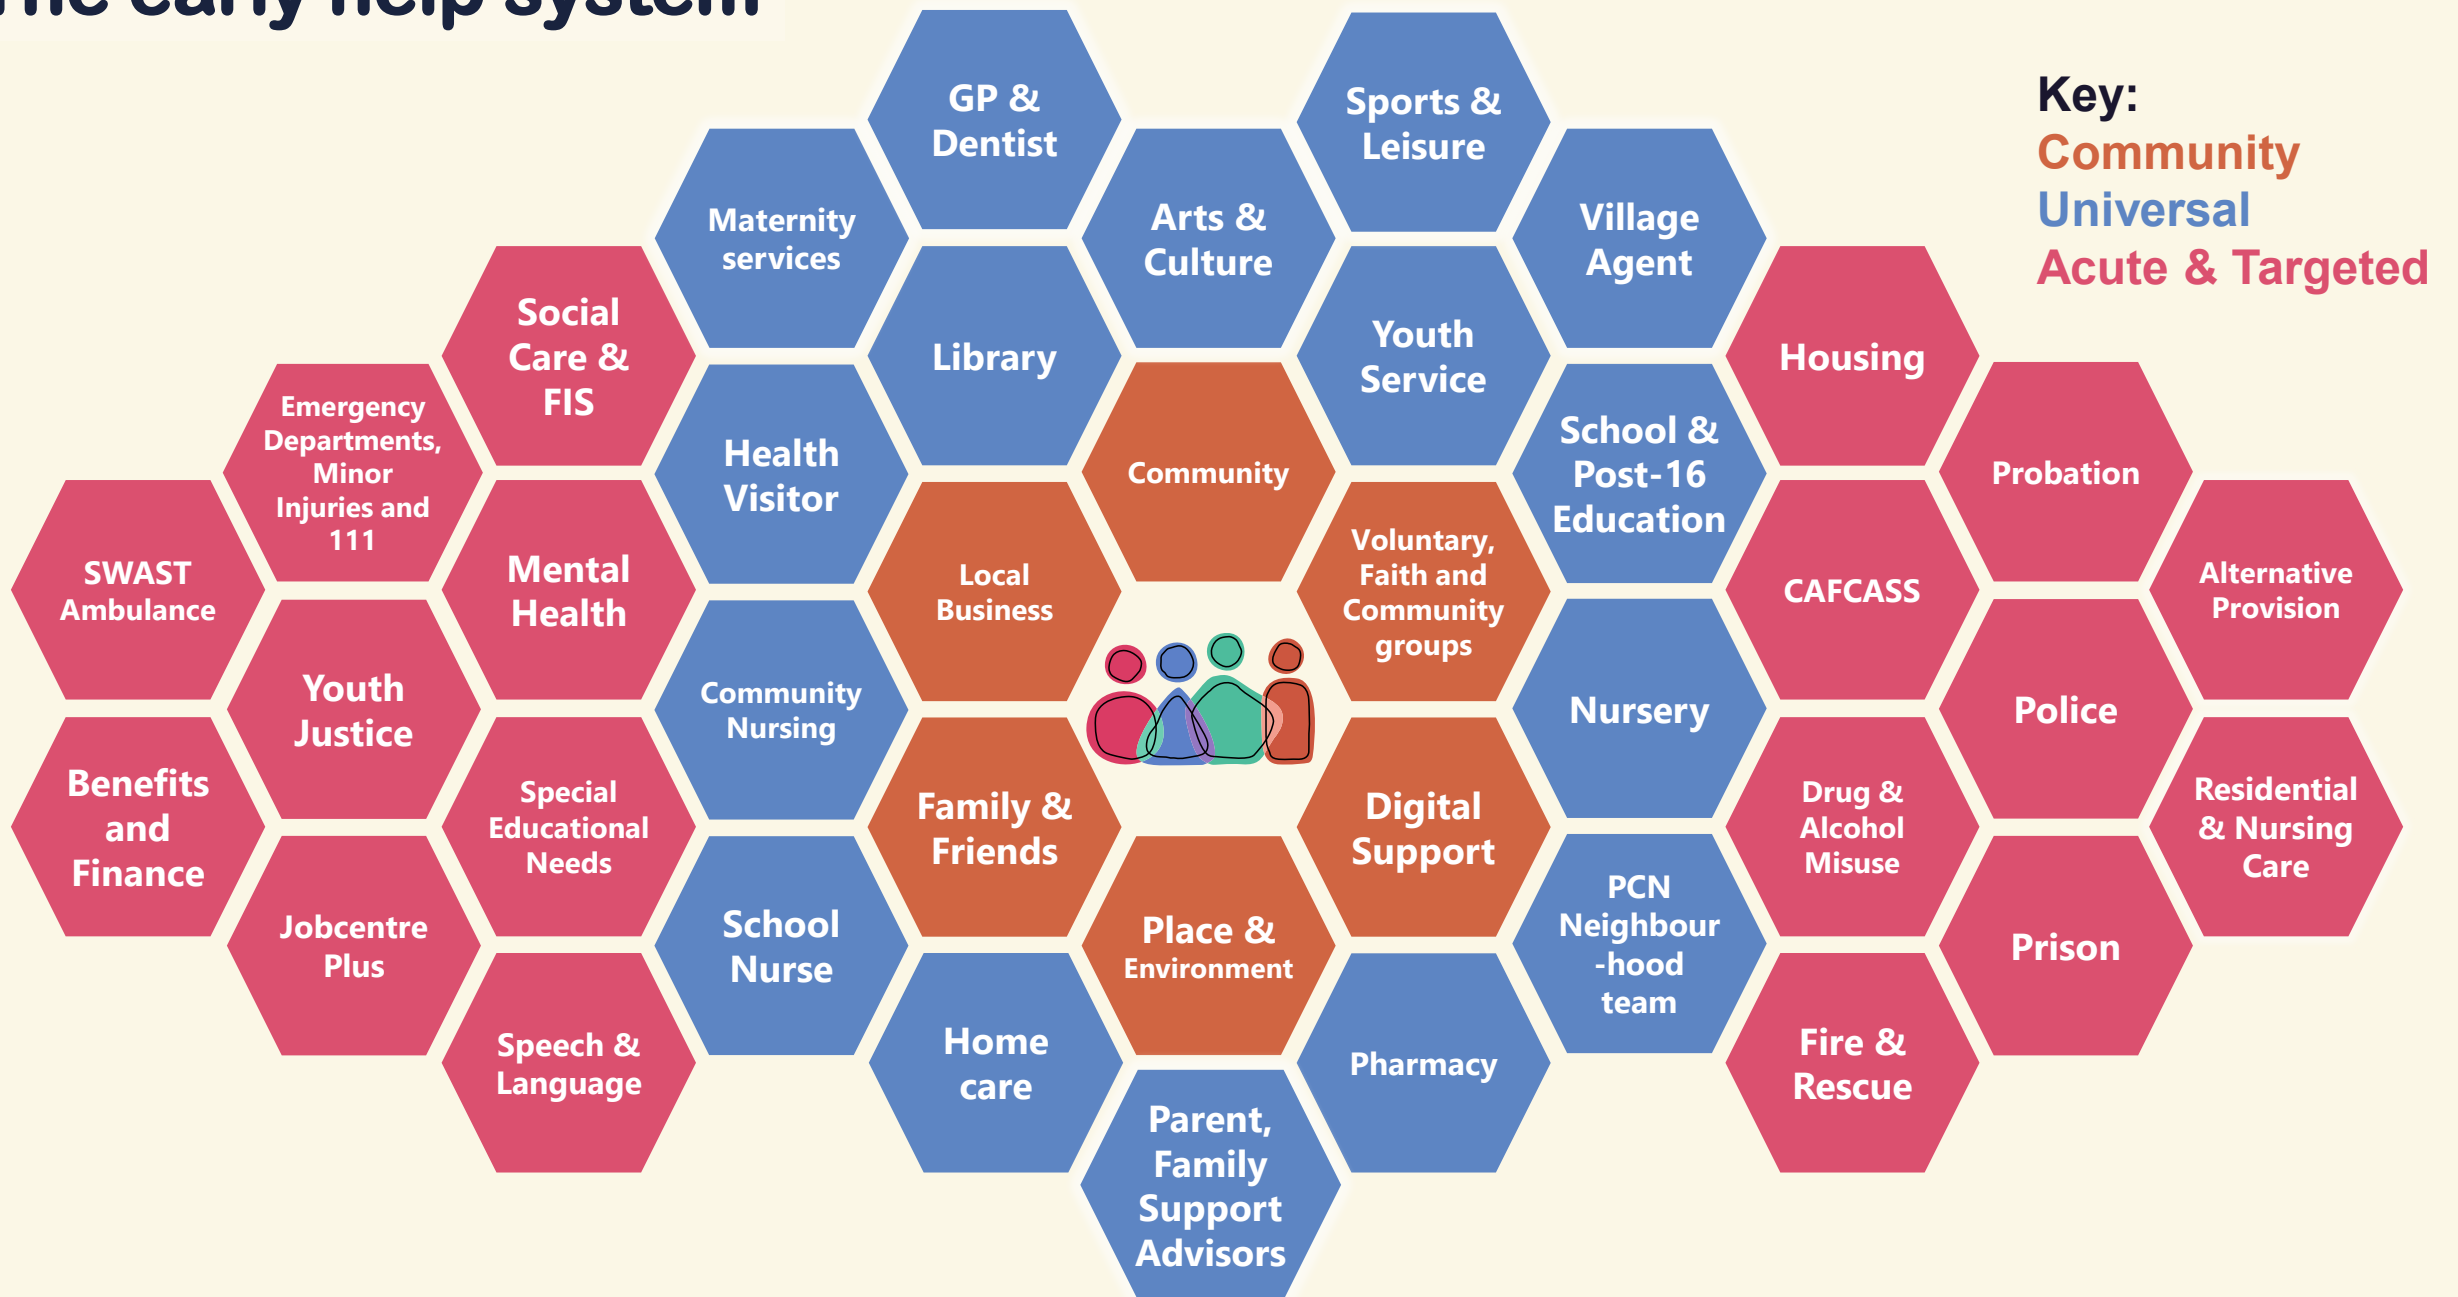 The early help system
GP &
Dentist
Sports &
Leisure
Key:
Community
Universal
Acute & Targeted
Maternity
services
Arts &
Culture
Village
Agent
Social
Care &
FIS
Library
Youth
Service
Housing
Emergency
Departments,
Minor
Injuries and
111
Health
Visitor
Community
School &
Post-16
Education
Probation
SWAST
Ambulance
Mental
Health
Local
Business
Voluntary,
Faith and
Community
groups
CAFCASS
Alternative
Provision
Youth
Justice
Community
Nursing
Nursery
Police
Benefits
and
Finance
Special
Educational
Needs
Family &
Friends
Digital
Support
Drug &
Alcohol
Misuse
Residential
& Nursing
Care
Jobcentre
Plus
School
Nurse
Place &
Environment
PCN
Neighbour
-hood
team
Prison
Speech &
Language
Home
care
Pharmacy
Fire &
Rescue
Parent,
Family
Support
Advisors